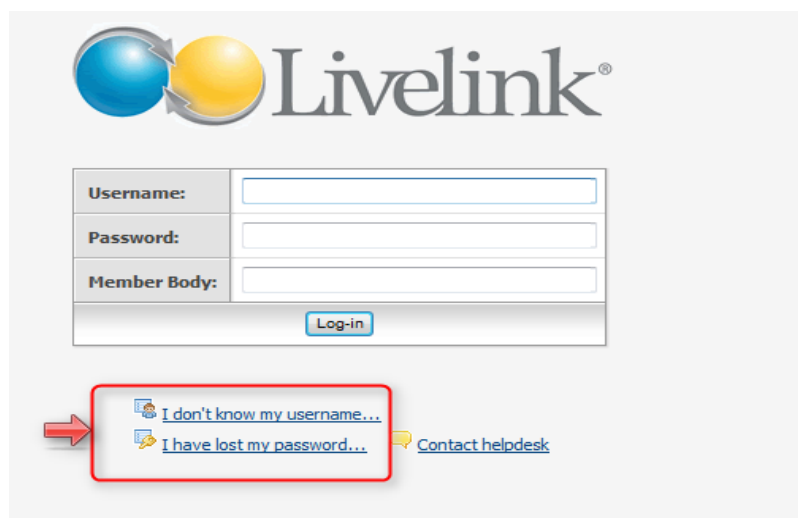 Livelink®
Username:
Password:
Member Body:
Log-in
I don't know my username...
I have lost my password... Contact helpdesk